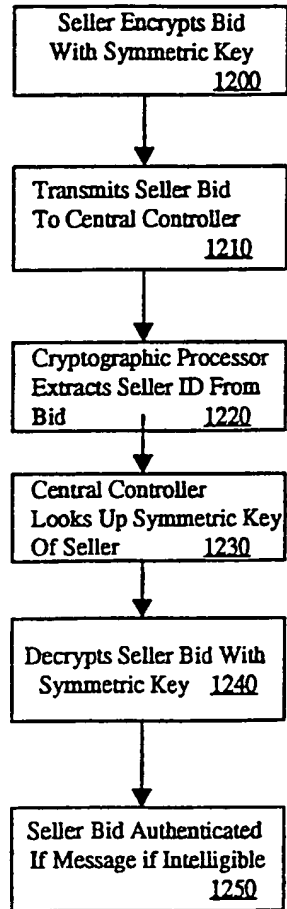 Seller Encrypts Bid
With Symmetric Key
1200
Transmits Seller Bid
To Central Controller
1210
Cryptographic Processor
Extracts Seller ID From
Bid 1220
Central Controller
Looks Up Symmetric Key
Of Seller 1230
Decrypts Seller Bid With
Symmetric Key 1240
Seller Bid Authenticated
If Message if Intelligible
1250